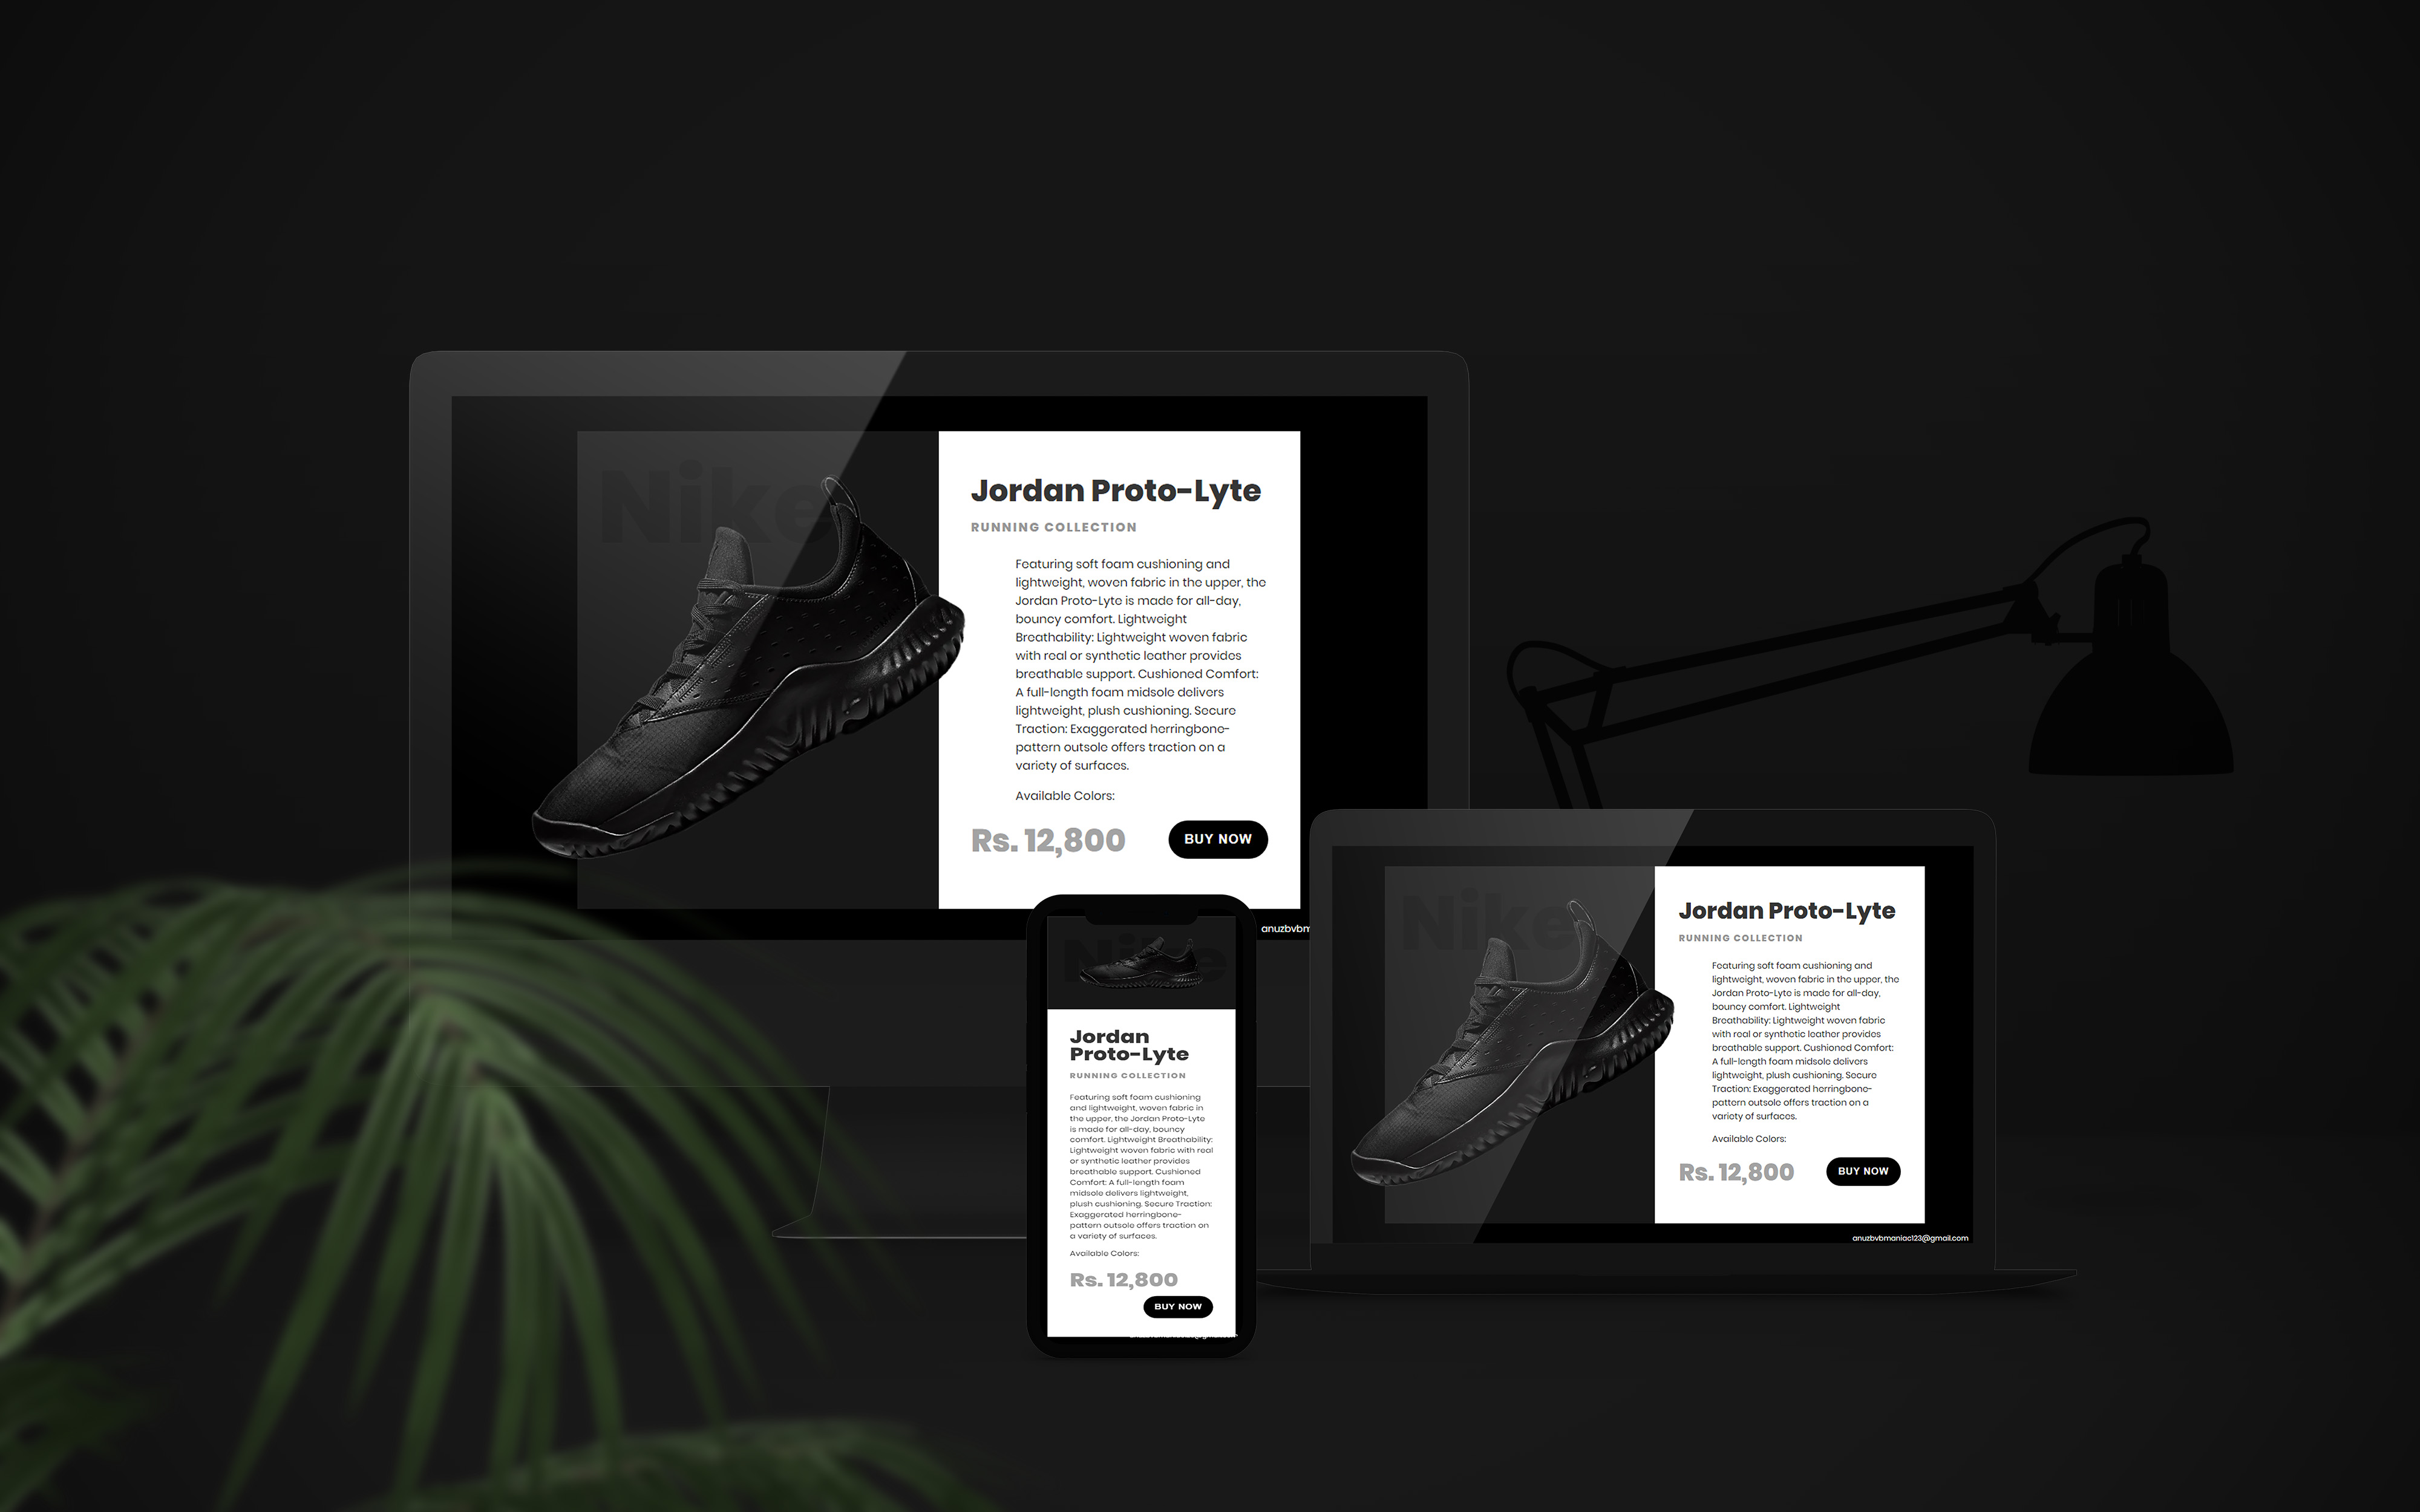 Nike
Jordan Proto-Lyte
RUNNING COLLECTION
Featuring soft foam cushioning and
lightweight, woven fabric in the upper, the
Jordan Proto-Lyte is made for all-day,
bouncy comfort. Lightweight
Breathability: Lightweight woven fabric
with real or synthetic leather provides
breathable support. Cushioned Comfort:
A full-length foam midsole delivers
lightweight, plush cushioning. Secure
Traction: Exaggerated herringbone-
pattern outsole offers traction on a
variety of surfaces.
Available Colors:
Rs. 12,800
BUY NOW
anuzbvbm
Nike
Jordan
Proto-Lyte
RUNNING COLLECTION
Featuring soft foam cushioning
and lightweight, woven fabric in
the upper, the Jordan Proto-Lyte
is made for all-day, bouncy
comfort. Lightweight Breathability:
Lightweight woven fabric with real
or synthetic leather provides
breathable support. Cushioned
Comfort: A full-length foam
midsole delivers lightweight,
plush cushioning. Secure Traction:
Exaggerated herringbone-
pattern outsole offers traction on
a variety of surfaces.
Available Colors:
Rs. 12,800
BUY NOW
Nike
Jordan Proto-Lyte
RUNNING COLLECTION
Featuring soft foam cushioning and
lightweight, woven fabric in the upper, the
Jordan Proto-Lyte is made for all-day,
bouncy comfort. Lightweight
Breathability: Lightweight woven fabric
with real or synthetic leather provides
breathable support. Cushioned Comfort:
A full-length foam midsole delivers
lightweight, plush cushioning. Secure
Traction: Exaggerated herringbone-
pattern outsole offers traction on a
variety of surfaces.
Available Colors:
Rs. 12,800
BUY NOW
anuzbvbmaniac123@gmail.com